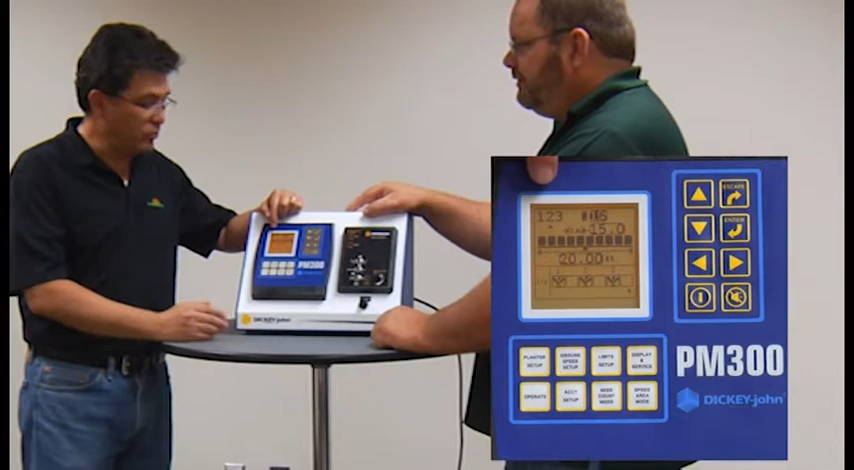 PM300
DICKEY-john
123
15.0
20.00
ESCAPE
ENTER
PLANTER SETUP
GROUND SPEED SETUP
LIMITS SETUP
DISPLAY & SERVICE
OPERATE
ACCY SETUP
SEED COUNT MODE
SPEED AREA MODE
PM300
DICKEY-john